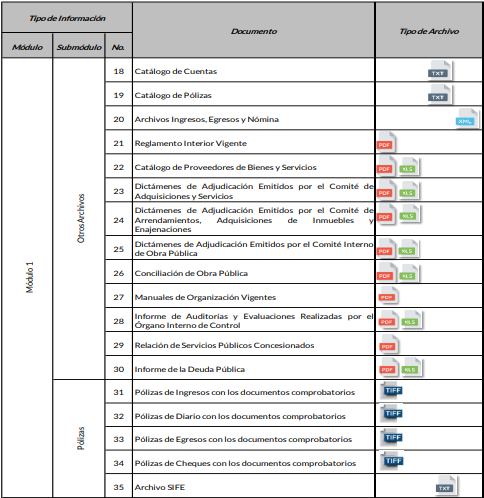 Tipo de Información
Documento
Tipo de Archivo
Módulo
Submódulo
No.
Módulo 1
Otros Archivos
18 Catálogo de Cuentas TXT
19 Catálogo de Pólizas TXT
20 Archivos Ingresos, Egresos y Nómina XML
21 Reglamento Interior Vigente PDF
22 Catálogo de Proveedores de Bienes y Servicios PDF XLS
23 Dictámenes de Adjudicación Emitidos por el Comité de
Adquisiciones y Servicios PDF XLS
24 Dictámenes de Adjudicación Emitidos por el Comité de
Arrendamientos, Adquisiciones de Inmuebles y
Enajenaciones PDF XLS
25 Dictámenes de Adjudicación Emitidos por el Comité Interno
de Obra Pública PDF XLS
26 Conciliación de Obra Pública PDF XLS
27 Manuales de Organización Vigentes PDF
28 Informe de Auditorías y Evaluaciones Realizadas por el
Órgano Interno de Control PDF XLS
29 Relación de Servicios Públicos Concesionados PDF
30 Informe de la Deuda Pública PDF XLS
Pólizas
31 Pólizas de Ingresos con los documentos comprobatorios TIFF
32 Pólizas de Diario con los documentos comprobatorios TIFF
33 Pólizas de Egresos con los documentos comprobatorios TIFF
34 Pólizas de Cheques con los documentos comprobatorios TIFF
35 Archivo SIFE TXT